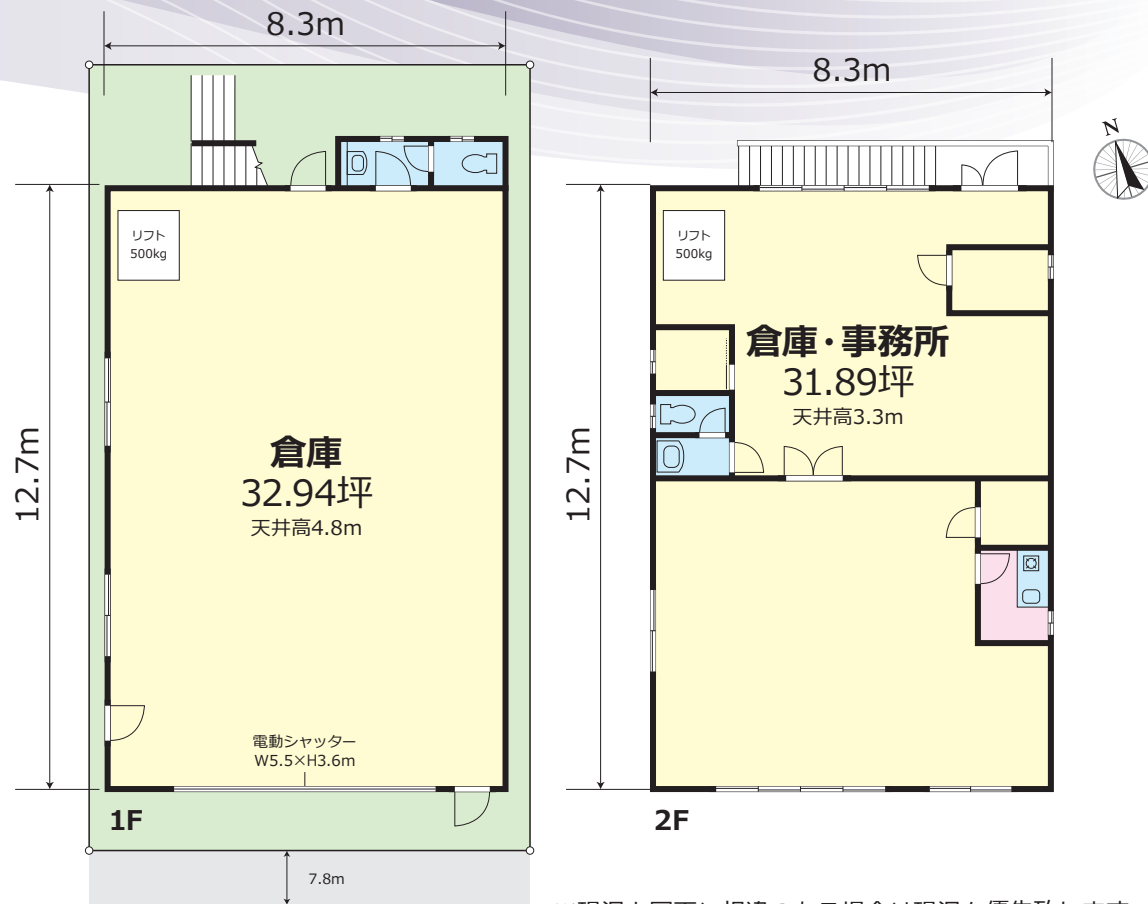 8.3m
8.3m
N
リフト
500kg
リフト
500kg
倉庫・事務所
31.89坪
天井高3.3m
12.7m
倉庫
32.94坪
天井高4.8m
12.7m
電動シャッター
W5.5×H3.6m
1F
2F
7.8m